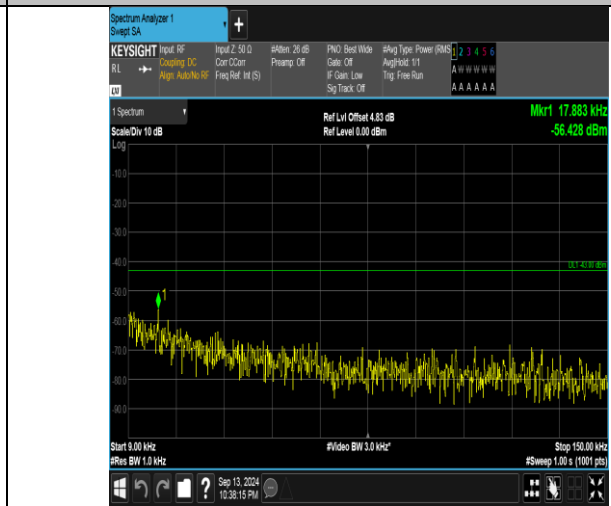 Spectrum Analyzer 1
Swept SA
+
KEYSIGHT
RL
LXI
Input: RF
Coupling: DC
Align: Auto/No RF
Input Z: 50 Ω
Corr CCorr
Freq Ref: Int (S)
#Atten: 26 dB
Preamp: Off
PNO: Best Wide
Gate: Off
IF Gain: Low
Sig Track: Off
#Avg Type: Power (RMS
Avg|Hold: 1/1
Trig: Free Run
1 2 3 4 5 6
A W W W W W
A A A A A A
1 Spectrum
Scale/Div 10 dB
Log
Ref Lvl Offset 4.83 dB
Ref Level 0.00 dBm
Mkr1 17.883 kHz
-56.428 dBm
-10.0
-20.0
-30.0
-40.0
DL1 -43.00 dBm
-50.0
1
-60.0
-70.0
-80.0
-90.0
Start 9.00 kHz
#Res BW 1.0 kHz
#Video BW 3.0 kHz*
Stop 150.00 kHz
#Sweep 1.00 s (1001 pts)
?
Sep 13, 2024
10:38:15 PM